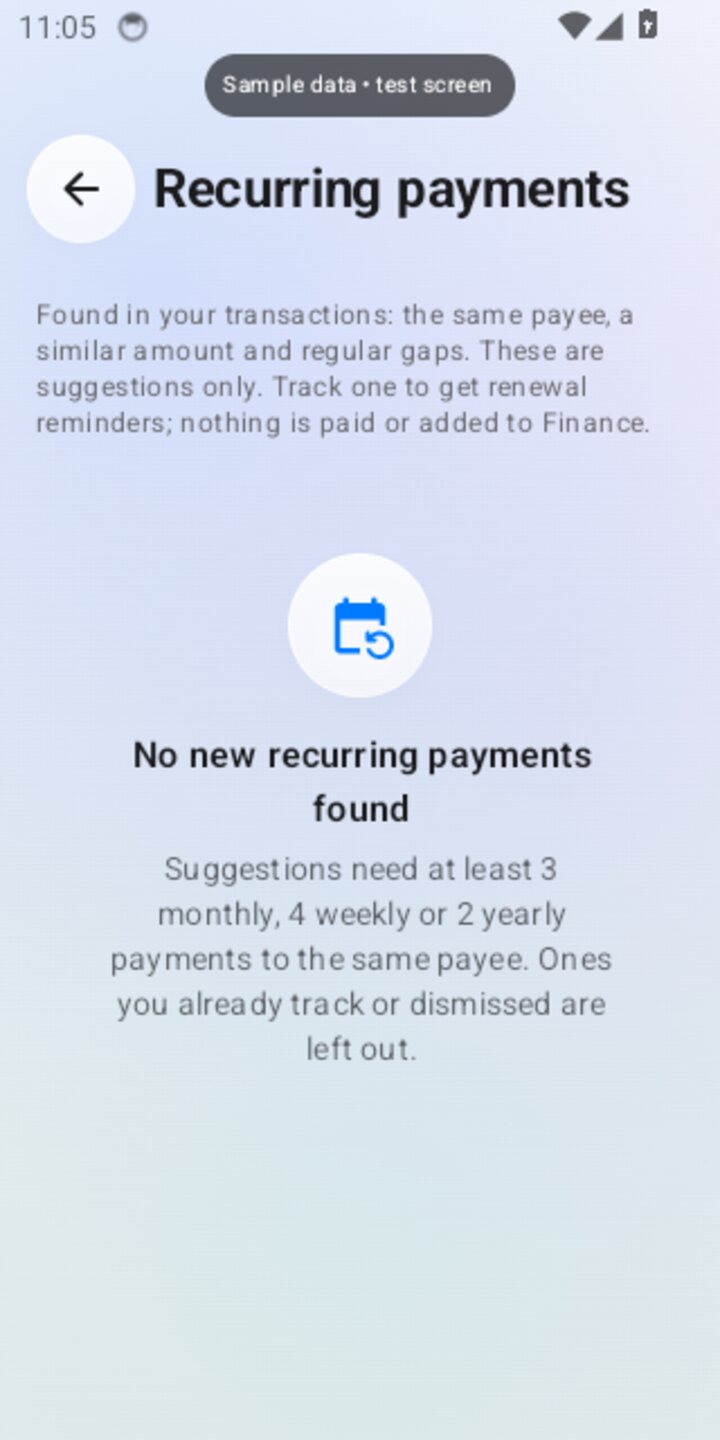 11:05
Sample data • test screen
Recurring payments
Found in your transactions: the same payee, a
similar amount and regular gaps. These are
suggestions only. Track one to get renewal
reminders; nothing is paid or added to Finance.
No new recurring payments
found
Suggestions need at least 3
monthly, 4 weekly or 2 yearly
payments to the same payee. Ones
you already track or dismissed are
left out.